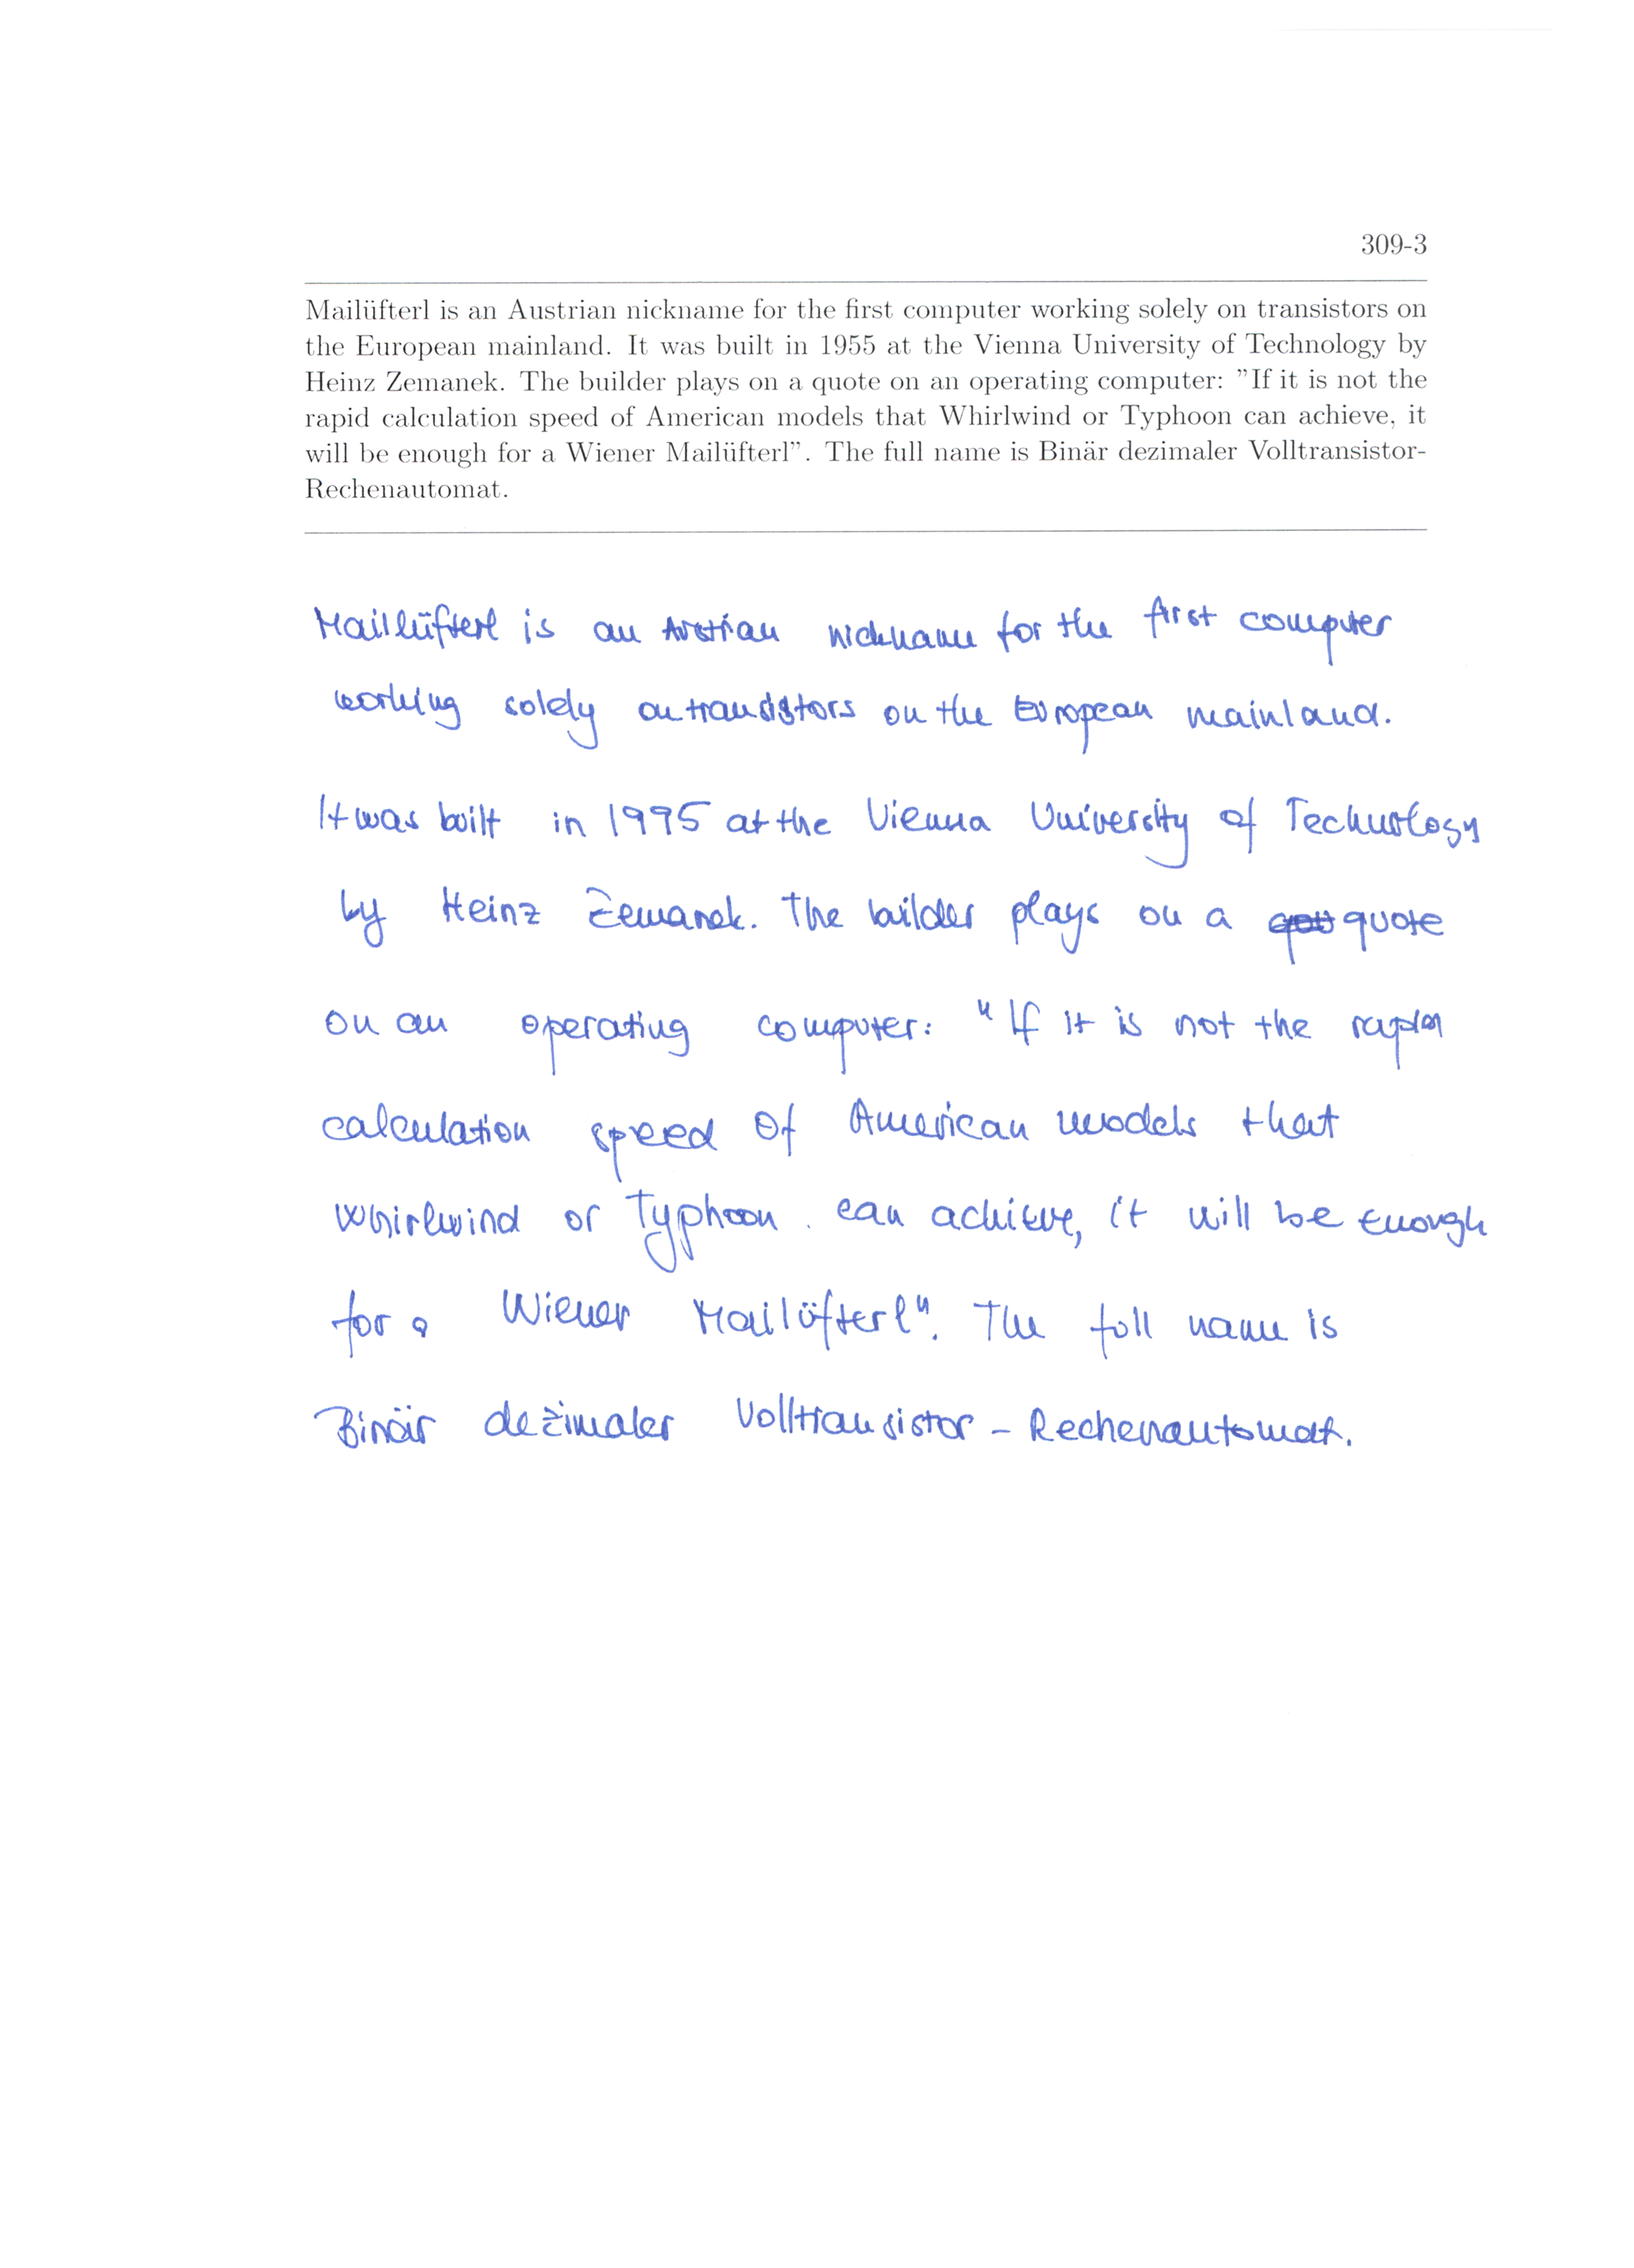 309-3
Mailüfterl is an Austrian nickname for the first computer working solely on transistors on
the European mainland. It was built in 1955 at the Vienna University of Technology by
Heinz Zemanek. The builder plays on a quote on an operating computer: "If it is not the
rapid calculation speed of American models that Whirlwind or Typhoon can achieve, it
will be enough for a Wiener Mailüfterl". The full name is Binär dezimaler Volltransistor-
Rechenautomat.
Maillüfterl is an Austrian nickname for the first computer
working solely on transistors on the European mainland.
It was built in 1995 at the Vienna University of Technology
by Heinz Zemanek. The builder plays on a quote
on an operating computer: "If it is not the rapid
calculation speed of American models that
Whirlwind or Typhoon can achieve, it will be enough
for a Wiener Mailüfterl". The full name is
Binär dezimaler Volltransistor - Rechenautomat.